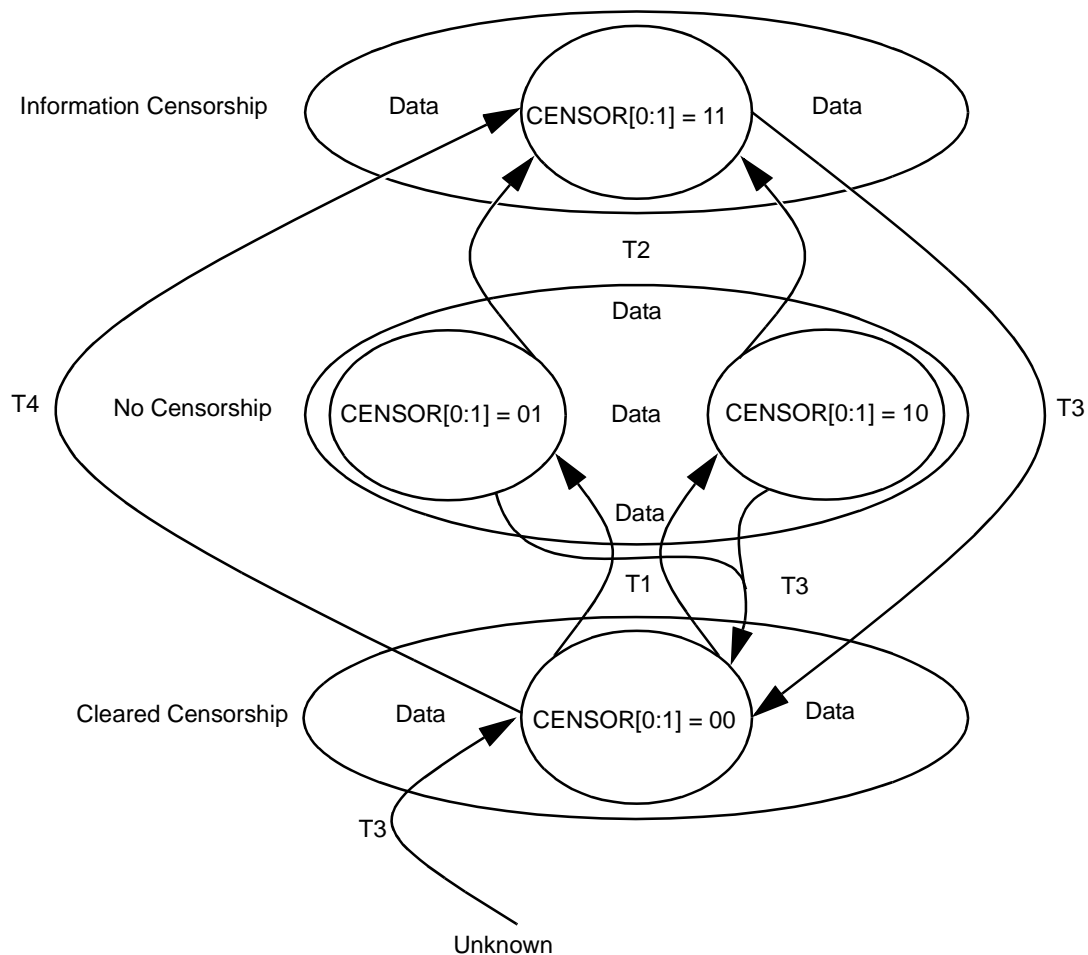 Information Censorship
Data
CENSOR[0:1] = 11
Data
T2
Data
T4
No Censorship
CENSOR[0:1] = 01
Data
CENSOR[0:1] = 10
T3
Data
T1
T3
Cleared Censorship
Data
CENSOR[0:1] = 00
Data
T3
Unknown